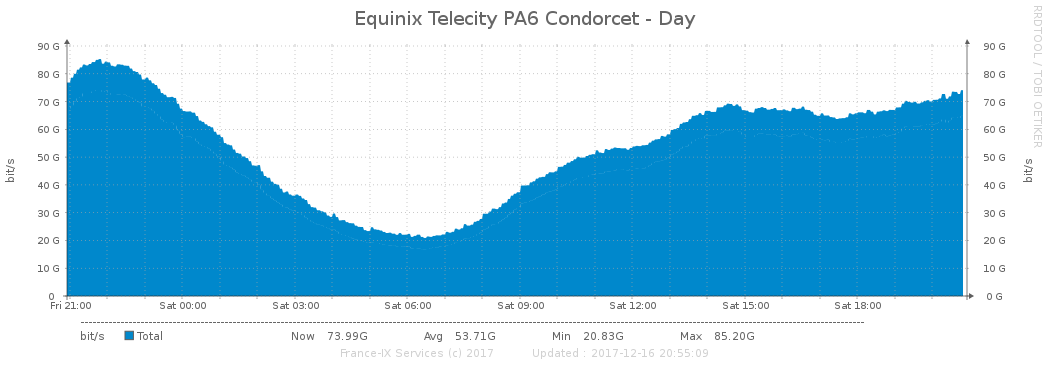 Equinix Telecity PA6 Condorcet - Day
RRDTOOL / TOBI OETIKER
bit/s
90 G
80 G
70 G
60 G
50 G
40 G
30 G
20 G
10 G
0
90 G
80 G
70 G
60 G
50 G
40 G
30 G
20 G
10 G
0 G
bit/s
Fri 21:00 Sat 00:00 Sat 03:00 Sat 06:00 Sat 09:00 Sat 12:00 Sat 15:00 Sat 18:00
bit/s Total Now 73.99G Avg 53.71G Min 20.83G Max 85.20G
France-IX Services (c) 2017 Updated : 2017-12-16 20:55:09